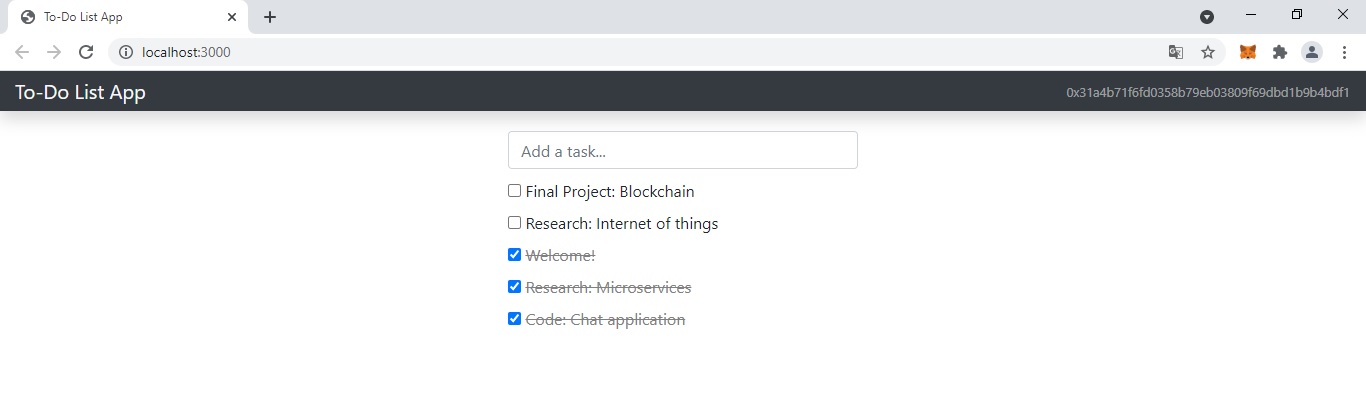 To-Do List App
localhost:3000
To-Do List App
0x31a4b71f6fd0358b79eb03809f69dbd1b9b4bdf1
Add a task...
Final Project: Blockchain
Research: Internet of things
Welcome!
Research: Microservices
Code: Chat application